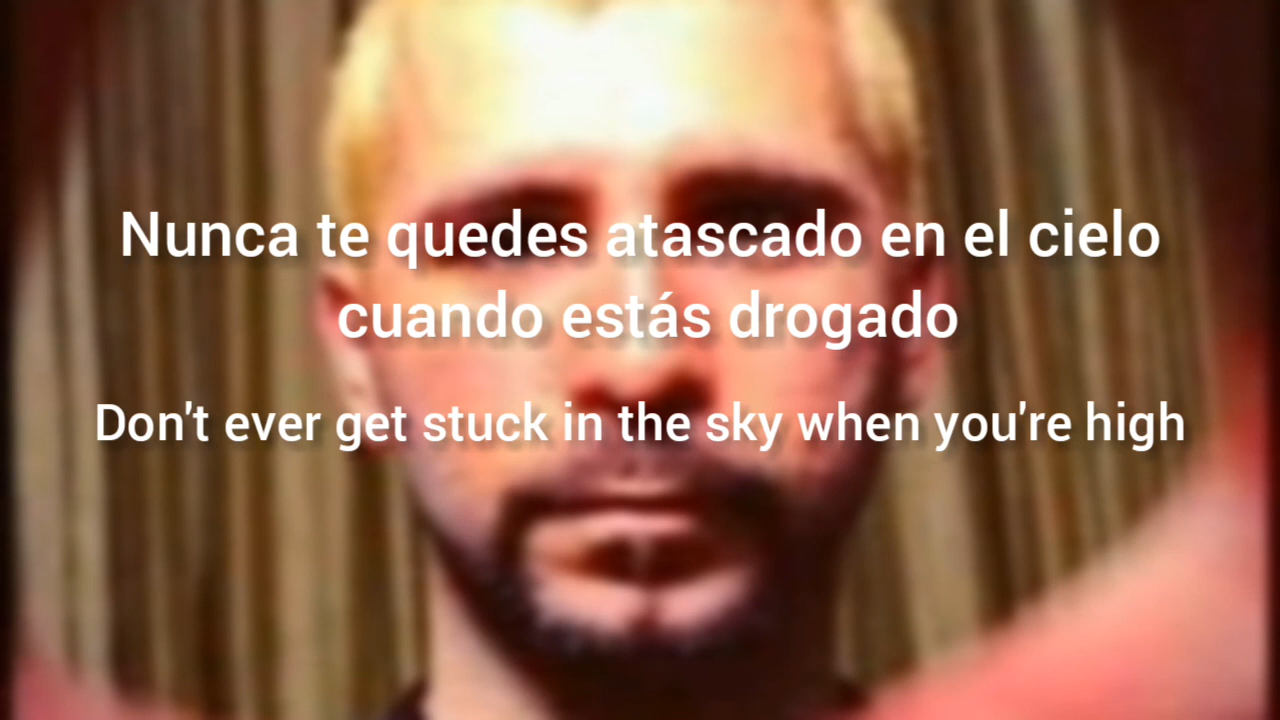 Nunca te quedes atascado en el cielo
cuando estás drogado
Don't ever get stuck in the sky when you're high